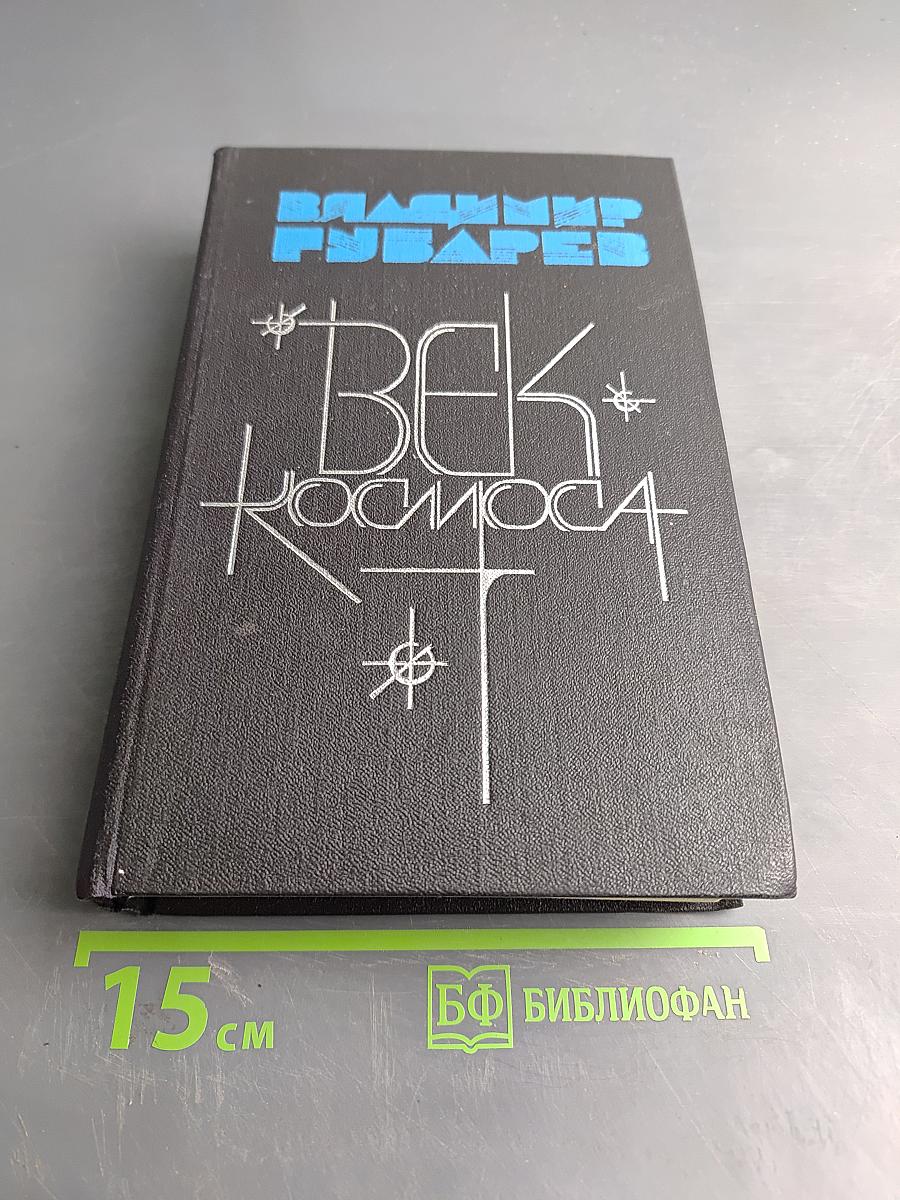 ВЛАДИМИР
ГУБАРЕВ
ВЕК
КОСМОСА
15 см
БФ БИБЛИОФАН